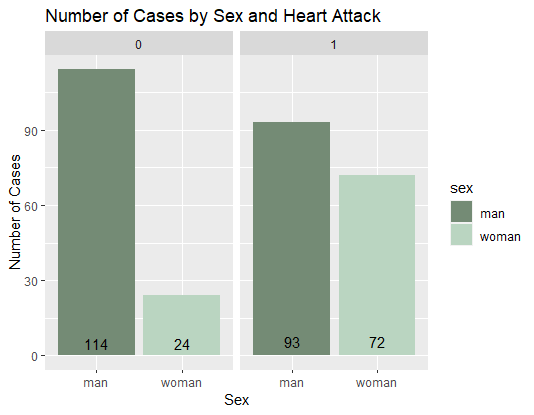 Number of Cases by Sex and Heart Attack
0
1
Number of Cases
90
60
30
0
114
24
93
72
man
woman
man
woman
Sex
sex
man
woman